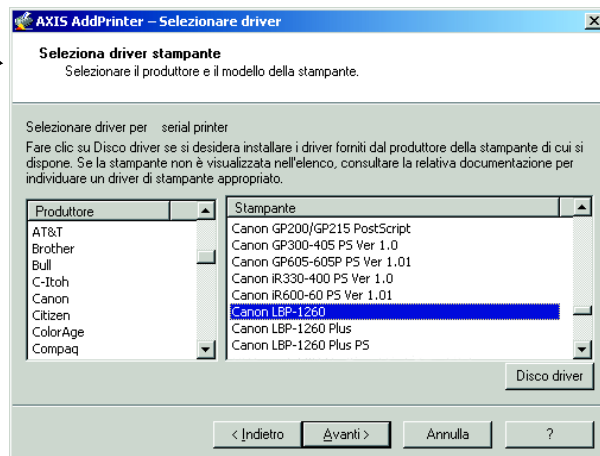 AXIS AddPrinter – Selezionare driver
Seleziona driver stampante
Selezionare il produttore e il modello della stampante.
Selezionare driver per serial printer
Fare clic su Disco driver se si desidera installare i driver forniti dal produttore della stampante di cui si
dispone. Se la stampante non è visualizzata nell'elenco, consultare la relativa documentazione per
individuare un driver di stampante appropriato.
Produttore
AT&T
Brother
Bull
C-Itoh
Canon
Citizen
ColorAge
Compaq
Stampante
Canon GP200/GP215 PostScript
Canon GP300-405 PS Ver 1.0
Canon GP605-605P PS Ver 1.01
Canon iR330-400 PS Ver 1.0
Canon iR600-60 PS Ver 1.01
Canon LBP-1260
Canon LBP-1260 Plus
Canon LBP-1260 Plus PS
Disco driver
< Indietro
Avanti >
Annulla
?